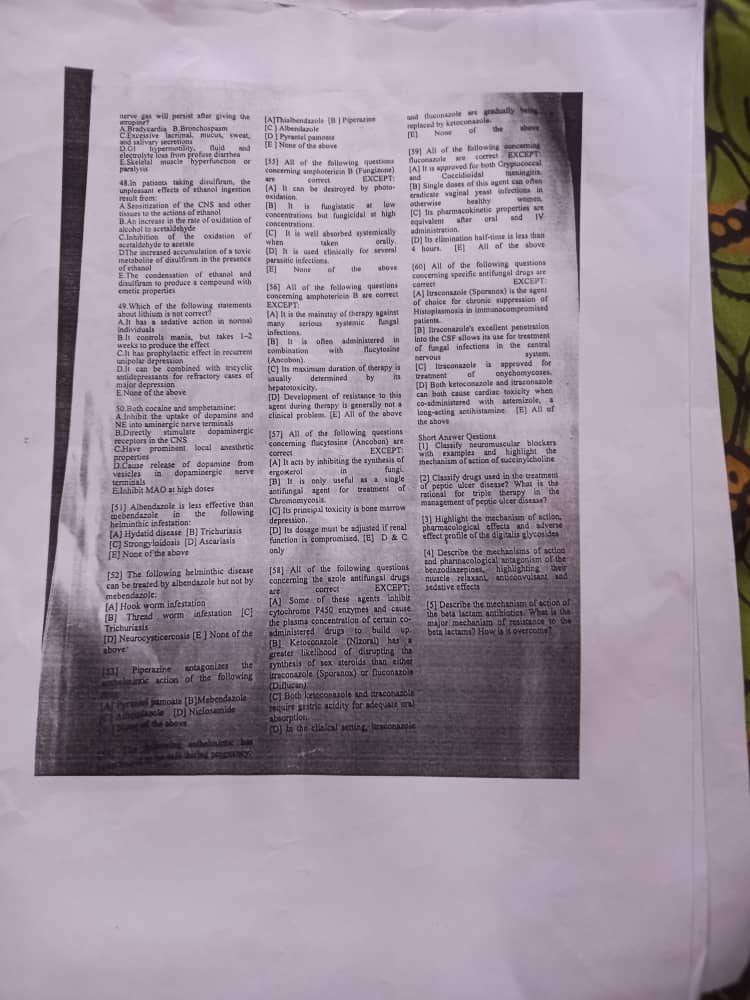 nerve gas will persist after giving the
atropine?
A.Bradycardia B.Bronchospasm
C.Excessive lacrimal, mucus, sweat,
and salivary secretions
D.GI hypermotility, fluid and
electrolyte loss from profuse diarrhea
E.Skeletal muscle hyperfunction or
paralysis
48.In patients taking disulfiram, the
unpleasant effects of ethanol ingestion
result from:
A.Sensitization of the CNS and other
tissues to the actions of ethanol
B.An increase in the rate of oxidation of
alcohol to acetaldehyde
C.Inhibition of the oxidation of
acetaldehyde to acetate
DThe increased accumulation of a toxic
metabolite of disulfiram in the presence
of ethanol
E.The condensation of ethanol and
disulfiram to produce a compound with
emetic properties
49.Which of the following statements
about lithium is not correct?
A.It has a sedative action in normal
individuals
B.It controls mania, but takes 1–2
weeks to produce the effect
C.It has prophylactic effect in recurrent
unipolar depression
D.It can be combined with tricyclic
antidepressants for refractory cases of
major depression
E.None of the above
50.Both cocaine and amphetamine:
A.Inhibit the uptake of dopamine and
NE into aminergic nerve terminals
B.Directly stimulate dopaminergic
receptors in the CNS
C.Have prominent local anesthetic
properties
D.Cause release of dopamine from
vesicles in dopaminergic nerve
terminals
E.Inhibit MAO at high doses
[51] Albendazole is less effective than
mebendazole in the following
helminthic infestation:
[A] Hydatid disease [B] Trichuriasis
[C] Strongyloidosis [D] Ascariasis
[E] None of the above
[52] The following helminthic disease
can be treated by albendazole but not by
mebendazole:
[A] Hook worm infestation
[B] Thread worm infestation [C]
Trichuriasis
[D] Neurocysticercosis [E ] None of the
above
[53] Piperazine antagonizes the
anthelmintic action of the following
[A] Pyrantel pamoate [B]Mebendazole
Albendazole [D] Niclosamide
None of the above
The following anthelmintic has
during pregnancy:
[A]Thiabendazole [B ] Piperazine
[C ] Albendazole
[D ] Pyrantel pamoate
[E ] None of the above
[55] All of the following questions
concerning amphotericin B (Fungizone)
are correct EXCEPT:
[A] It can be destroyed by photo-
oxidation.
[B] It is fungistatic at low
concentrations but fungicidal at high
concentrations.
[C] It is well absorbed systemically
when taken orally.
[D] It is used clinically for several
parasitic infections.
[E] None of the above
[56] All of the following questions
concerning amphotericin B are correct
EXCEPT:
[A] It is the mainstay of therapy against
many serious systemic fungal
infections.
[B] It is often administered in
combination with flucytosine
(Ancobon).
[C] Its maximum duration of therapy is
usually determined by its
hepatotoxicity.
[D] Development of resistance to this
agent during therapy is generally not a
clinical problem. [E] All of the above
[57] All of the following questions
concerning flucytosine (Ancobon) are
correct EXCEPT:
[A] It acts by inhibiting the synthesis of
ergosterol in fungi.
[B] It is only useful as a single
antifungal agent for treatment of
Chromomycosis.
[C] Its principal toxicity is bone marrow
depression.
[D] Its dosage must be adjusted if renal
function is compromised. [E] D & C
only
[58] All of the following questions
concerning the azole antifungal drugs
are correct EXCEPT:
[A] Some of these agents inhibit
cytochrome P450 enzymes and cause
the plasma concentration of certain co-
administered drugs to build up.
[B] Ketoconazole (Nizoral) has a
greater likelihood of disrupting the
synthesis of sex steroids than either
itraconazole (Sporanox) or fluconazole
(Diflucan).
[C] Both ketoconazole and itraconazole
require gastric acidity for adequate oral
absorption.
[D] In the clinical setting, itraconazole
and fluconazole are gradually being
replaced by ketoconazole.
[E] None of the above
[59] All of the following concerning
fluconazole are correct EXCEPT:
[A] It is approved for both Cryptococcal
and Coccidioidal meningitis.
[B] Single doses of this agent can often
eradicate vaginal yeast infections in
otherwise healthy women.
[C] Its pharmacokinetic properties are
equivalent after oral and IV
administration.
[D] Its elimination half-time is less than
4 hours. [E] All of the above
[60] All of the following questions
concerning specific antifungal drugs are
correct EXCEPT:
[A] Itraconazole (Sporanox) is the agent
of choice for chronic suppression of
Histoplasmosis in immunocompromised
patients.
[B] Itraconazole's excellent penetration
into the CSF allows its use for treatment
of fungal infections in the central
nervous system.
[C] Itraconazole is approved for
treatment of onychomycoses.
[D] Both ketoconazole and itraconazole
can both cause cardiac toxicity when
co-administered with astemizole, a
long-acting antihistamine. [E] All of
the above
Short Answer Qestions
[1] Classify neuromuscular blockers
with examples and highlight the
mechanism of action of succinylcholine
[2] Classify drugs used in the treatment
of peptic ulcer disease? What is the
rational for triple therapy in the
management of peptic ulcer disease?
[3] Highlight the mechanism of action,
pharmacological effects and adverse
effect profile of the digitalis glycosides
[4] Describe the mechanisms of action
and pharmacological antagonism of the
benzodiazepines, highlighting their
muscle relaxant, anticonvulsant and
sedative effects
[5] Describe the mechanism of action of
the beta lactam antibiotics. What is the
major mechanism of resistance to the
beta lactams? How is it overcome?